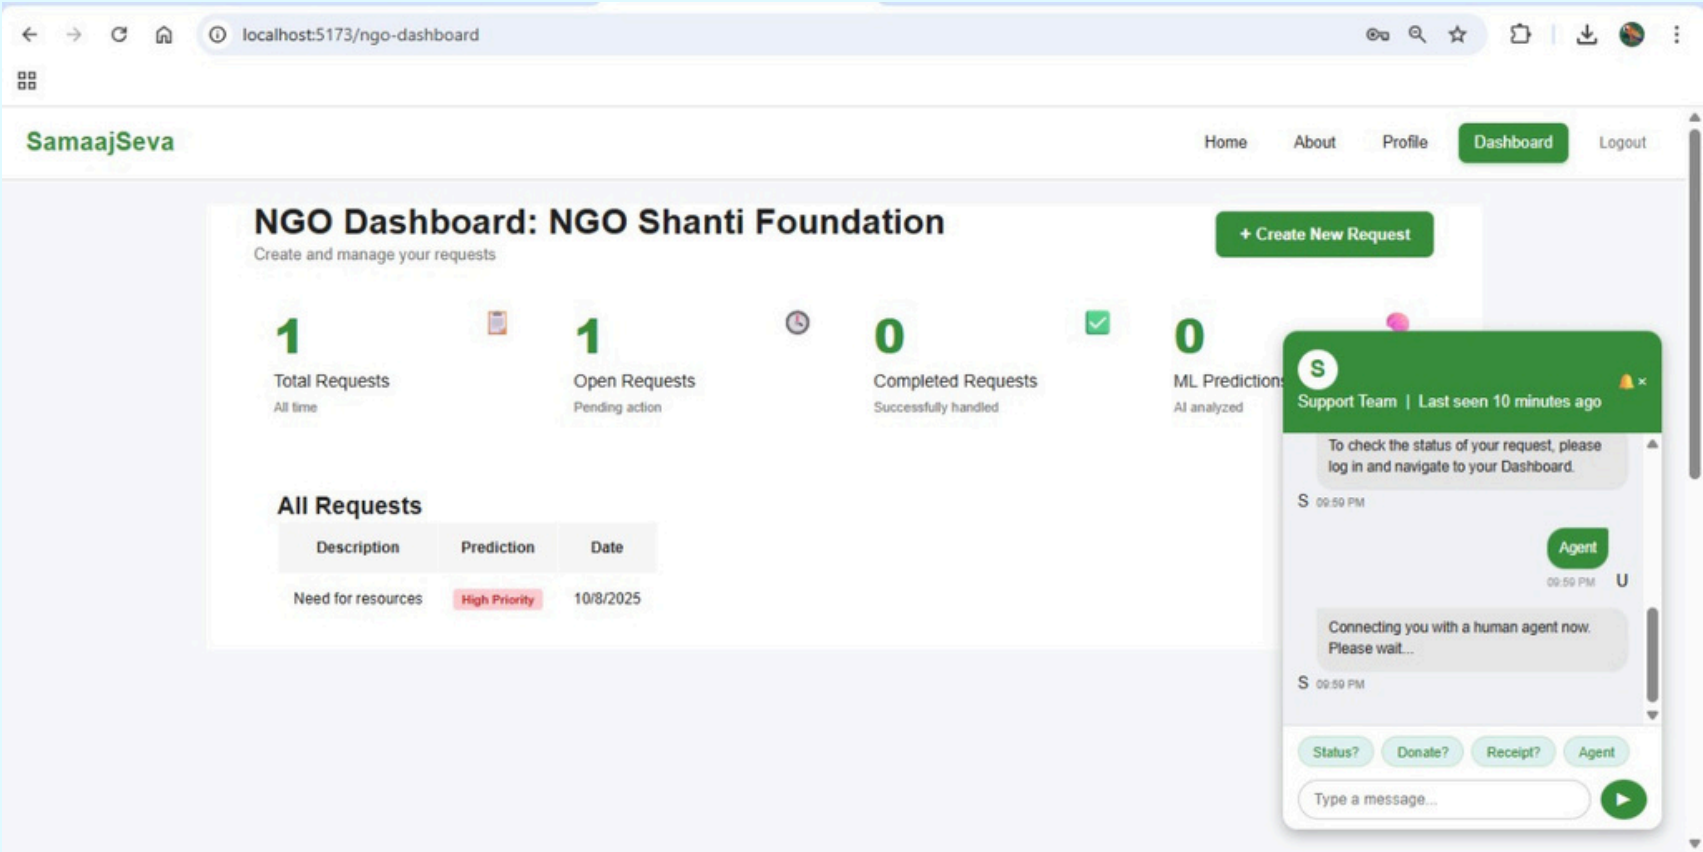 localhost:5173/ngo-dashboard
SamaajSeva
Home About Profile Dashboard Logout
NGO Dashboard: NGO Shanti Foundation
Create and manage your requests
+ Create New Request
1 1 0 0
Total Requests Open Requests Completed Requests ML Predictions
All time Pending action Successfully handled AI analyzed
All Requests
Description Prediction Date
Need for resources High Priority 10/8/2025
S
Support Team | Last seen 10 minutes ago ×
To check the status of your request, please
log in and navigate to your Dashboard.
S 09:59 PM
Agent
09:59 PM U
Connecting you with a human agent now.
Please wait...
S 09:59 PM
Status? Donate? Receipt? Agent
Type a message...